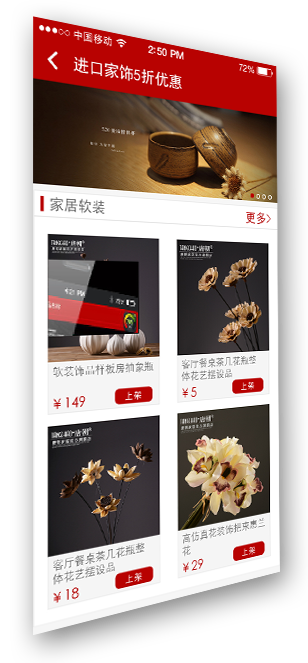 中国移动
2:50 PM
72%
进口家饰5折优惠
家居软装
更多>
4:21 PM
软装饰品样板房抽象瓶
¥149
上架
客厅餐桌茶几花瓶整
体花艺摆设品
¥5
上架
客厅餐桌茶几花瓶整
体花艺摆设品
¥18
上架
高仿真花装饰把束惠兰
花
¥29
上架